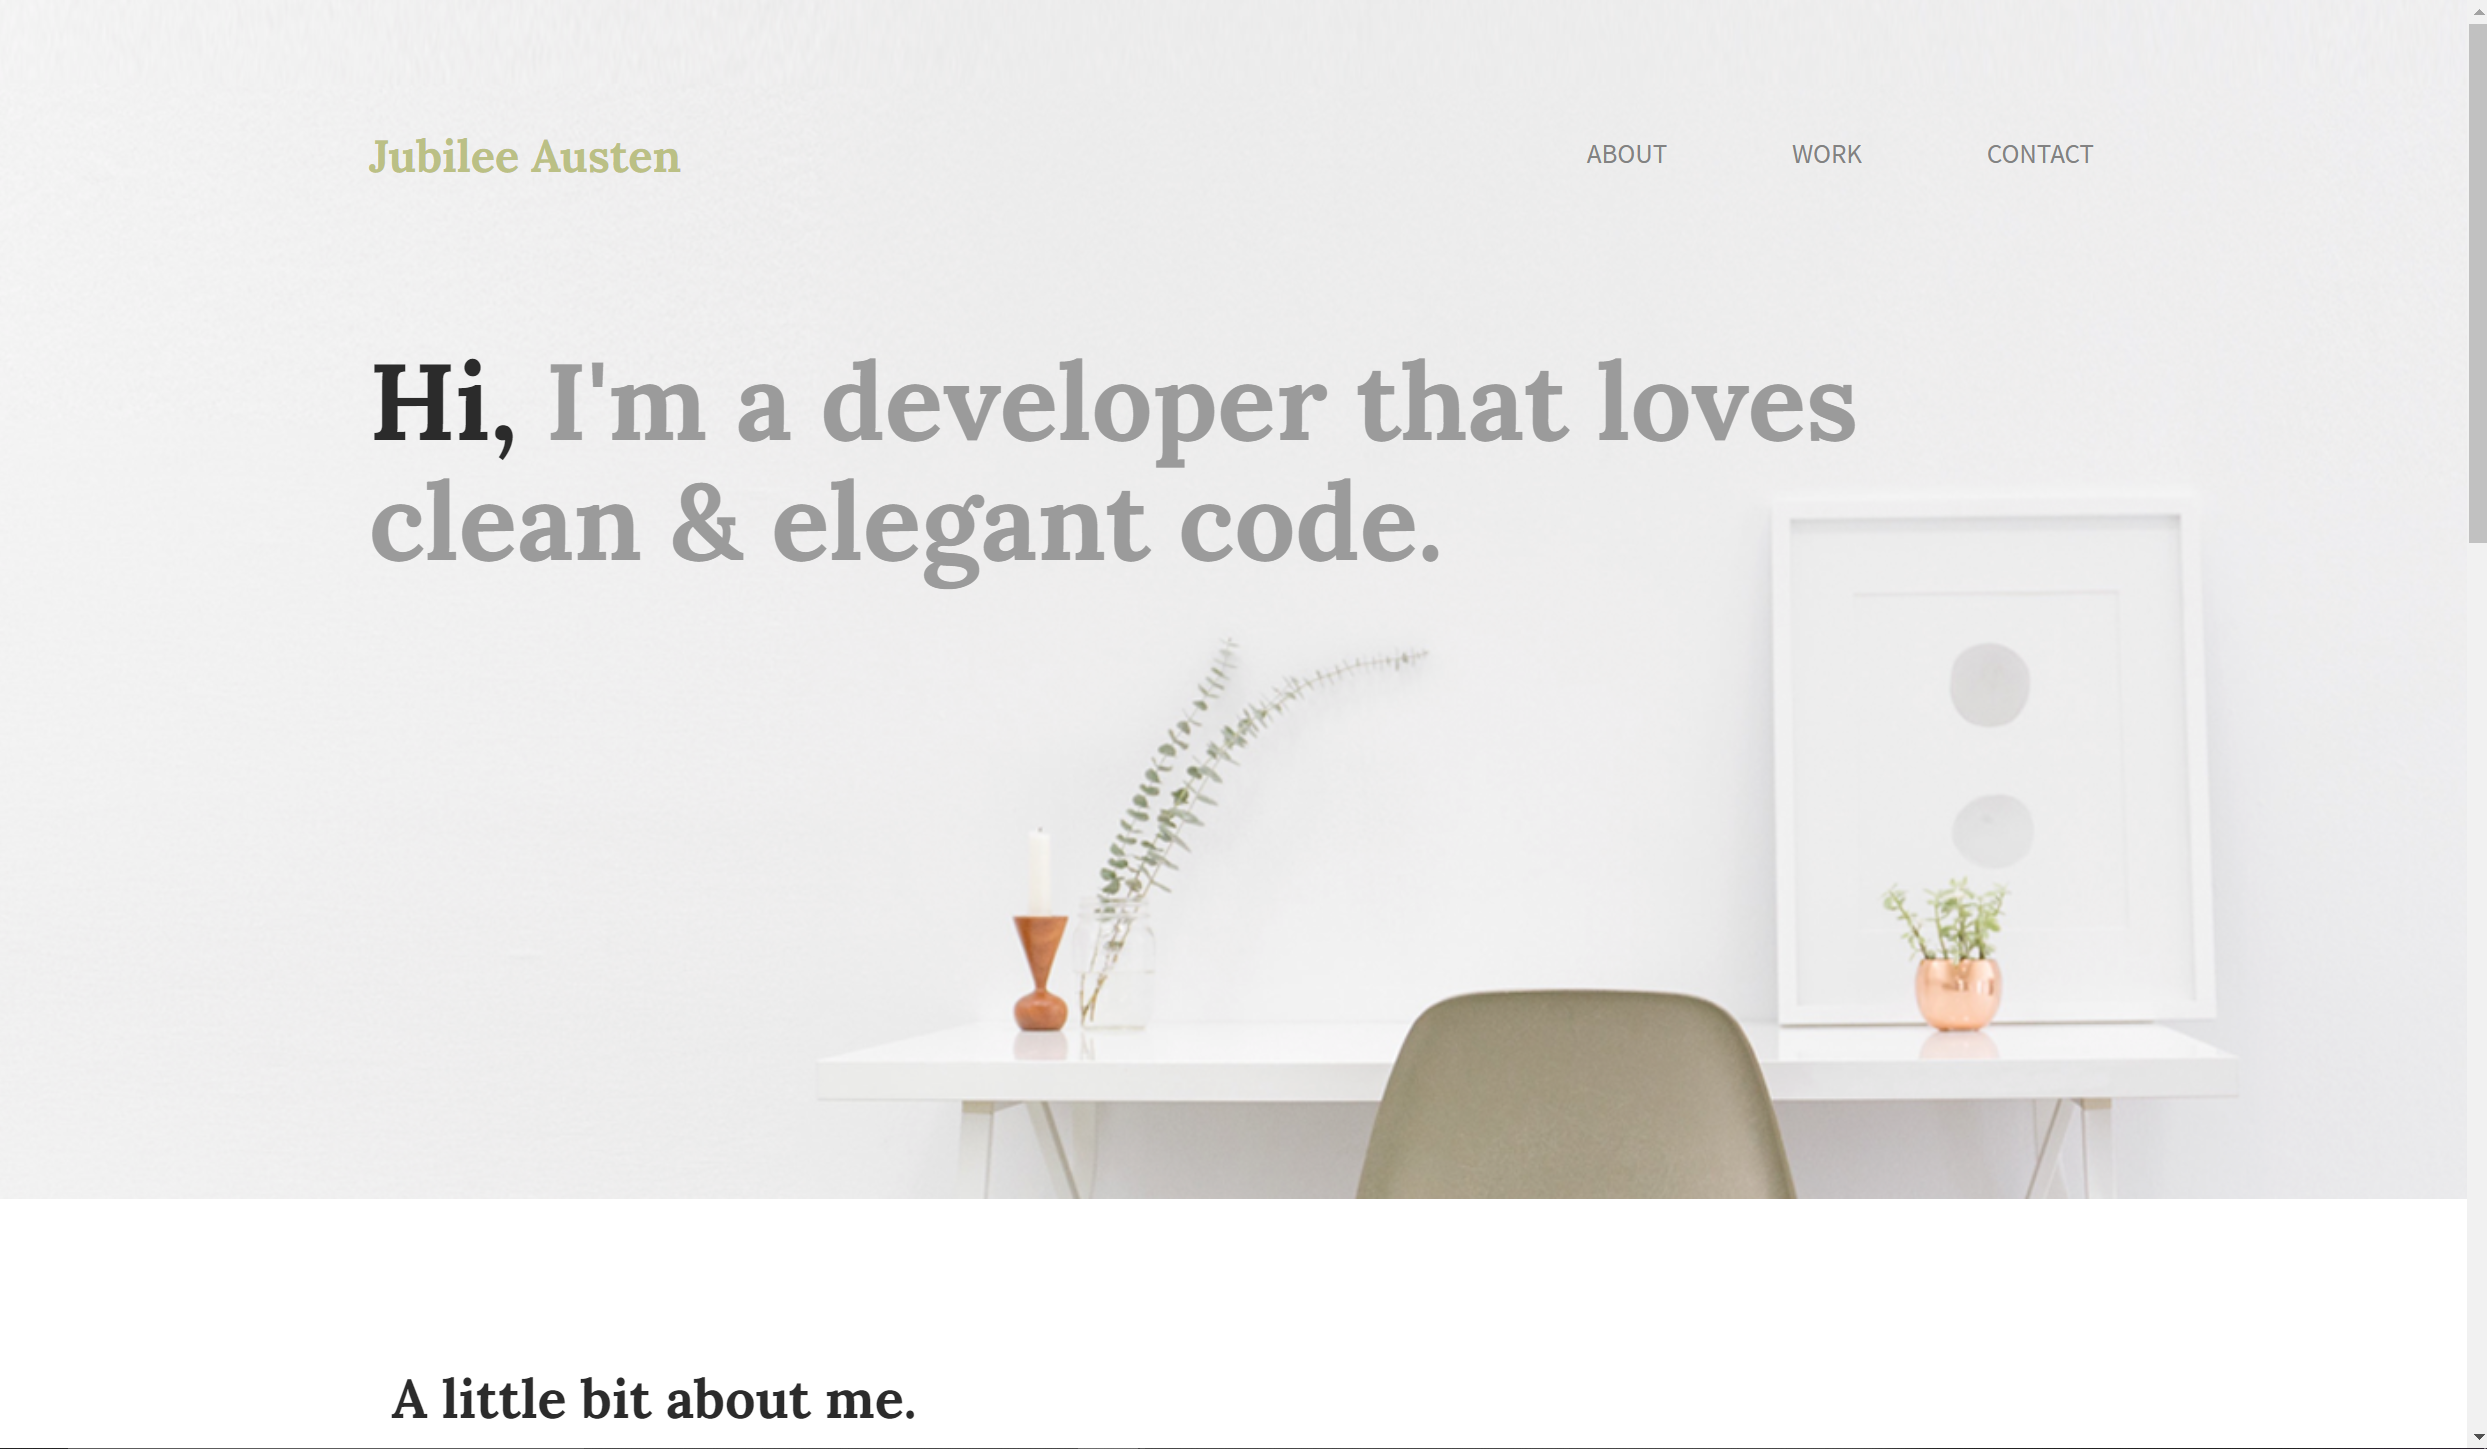 Jubilee Austen
ABOUT WORK CONTACT
Hi, I'm a developer that loves
clean & elegant code.
A little bit about me.